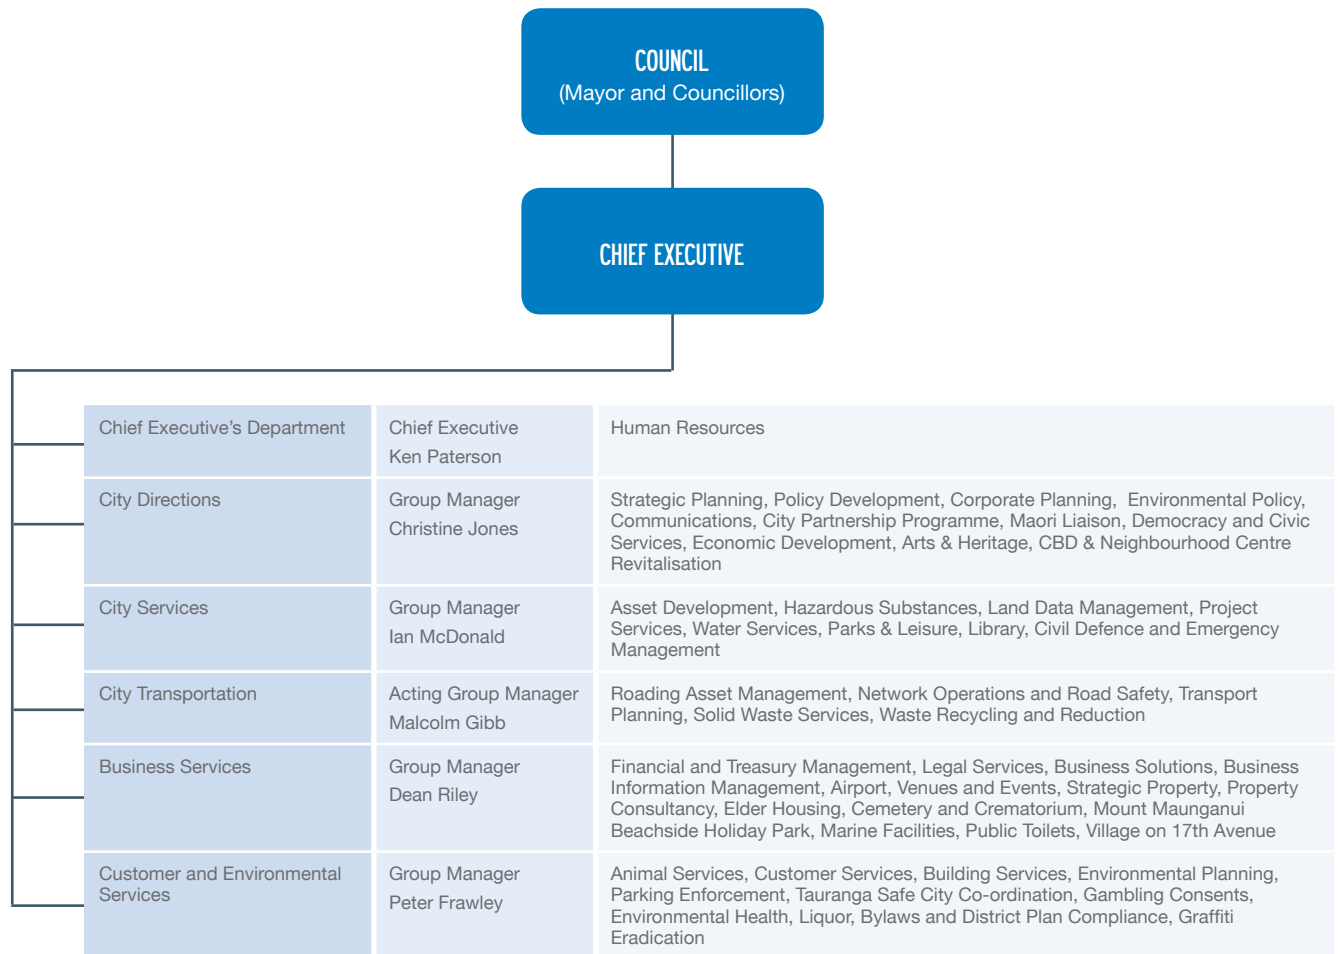 COUNCIL
(Mayor and Councillors)
CHIEF EXECUTIVE
Chief Executive's Department
Chief Executive
Ken Paterson
Human Resources
City Directions
Group Manager
Christine Jones
Strategic Planning, Policy Development, Corporate Planning, Environmental Policy,
Communications, City Partnership Programme, Maori Liaison, Democracy and Civic
Services, Economic Development, Arts & Heritage, CBD & Neighbourhood Centre
Revitalisation
City Services
Group Manager
Ian McDonald
Asset Development, Hazardous Substances, Land Data Management, Project
Services, Water Services, Parks & Leisure, Library, Civil Defence and Emergency
Management
City Transportation
Acting Group Manager
Malcolm Gibb
Roading Asset Management, Network Operations and Road Safety, Transport
Planning, Solid Waste Services, Waste Recycling and Reduction
Business Services
Group Manager
Dean Riley
Financial and Treasury Management, Legal Services, Business Solutions, Business
Information Management, Airport, Venues and Events, Strategic Property, Property
Consultancy, Elder Housing, Cemetery and Crematorium, Mount Maunganui
Beachside Holiday Park, Marine Facilities, Public Toilets, Village on 17th Avenue
Customer and Environmental
Services
Group Manager
Peter Frawley
Animal Services, Customer Services, Building Services, Environmental Planning,
Parking Enforcement, Tauranga Safe City Co-ordination, Gambling Consents,
Environmental Health, Liquor, Bylaws and District Plan Compliance, Graffiti
Eradication